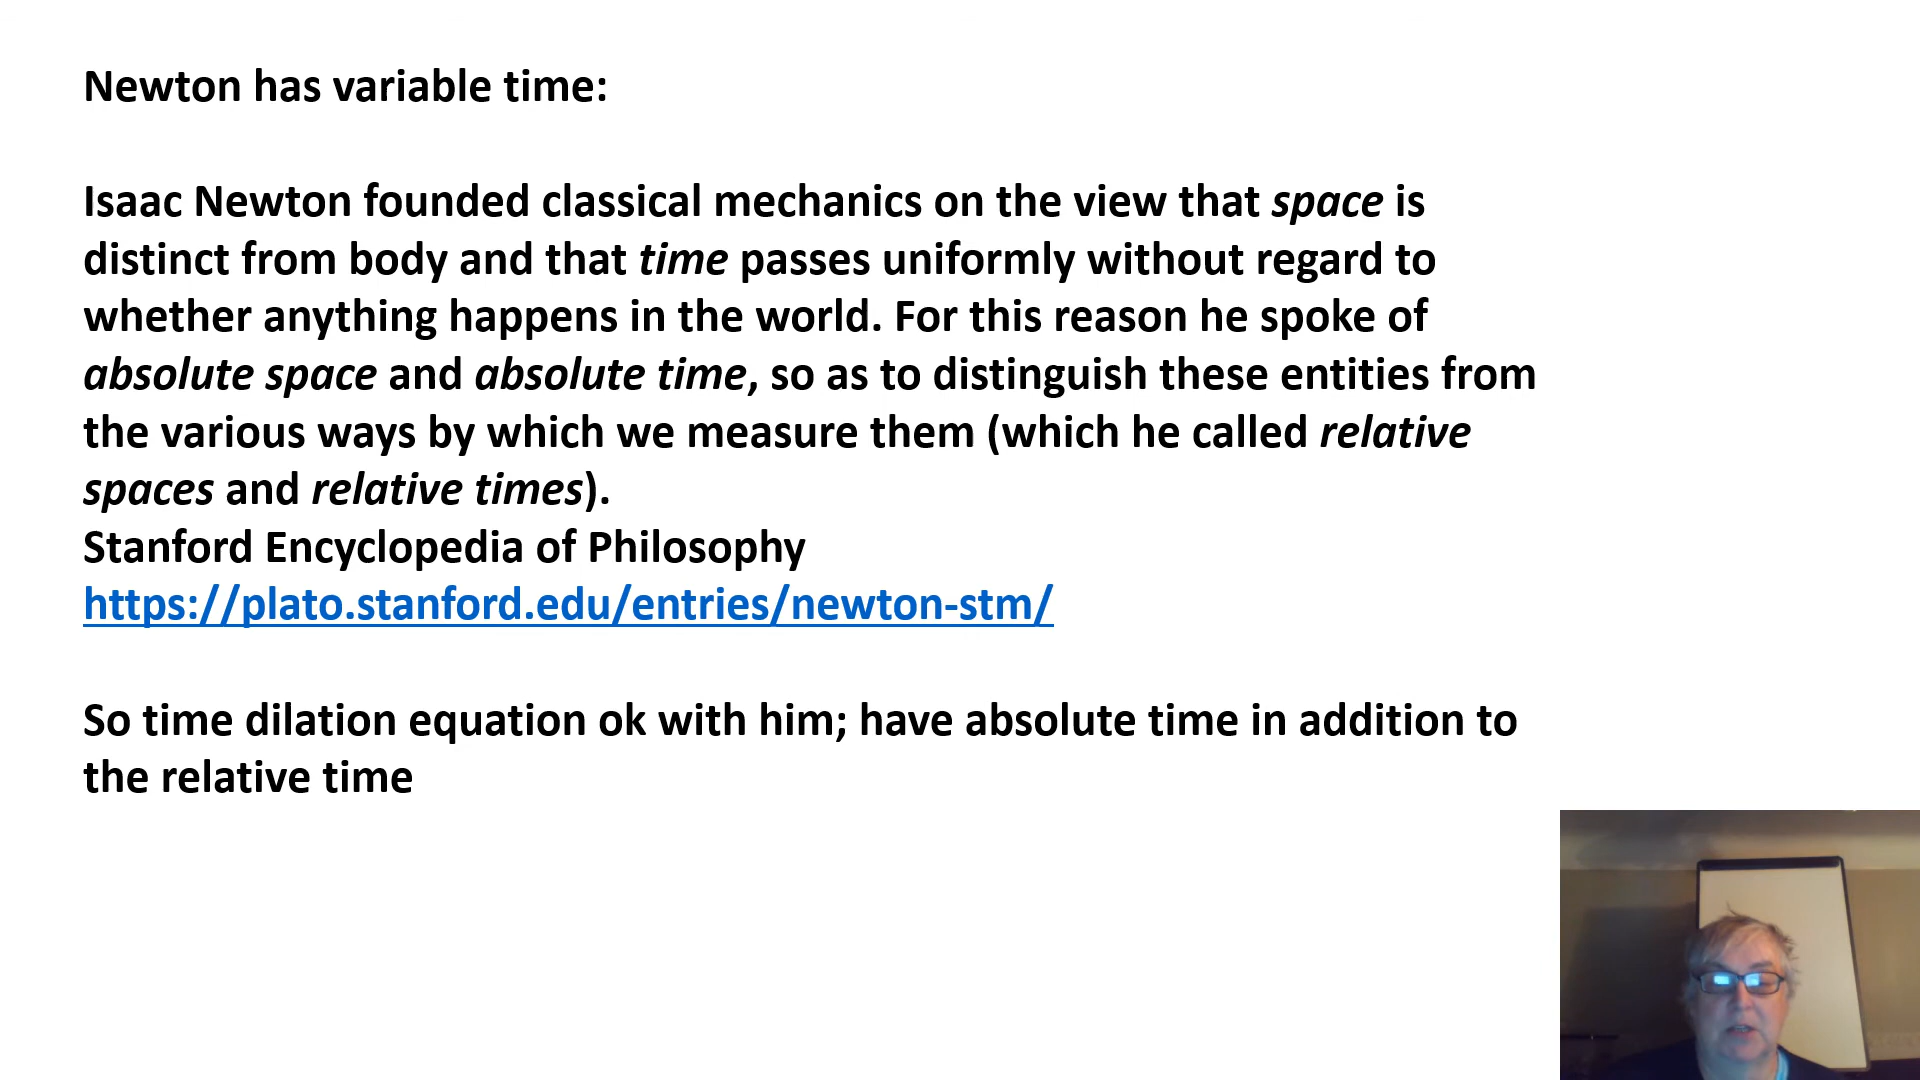 Newton has variable time:
Isaac Newton founded classical mechanics on the view that space is
distinct from body and that time passes uniformly without regard to
whether anything happens in the world. For this reason he spoke of
absolute space and absolute time, so as to distinguish these entities from
the various ways by which we measure them (which he called relative
spaces and relative times).
Stanford Encyclopedia of Philosophy
https://plato.stanford.edu/entries/newton-stm/
So time dilation equation ok with him; have absolute time in addition to
the relative time